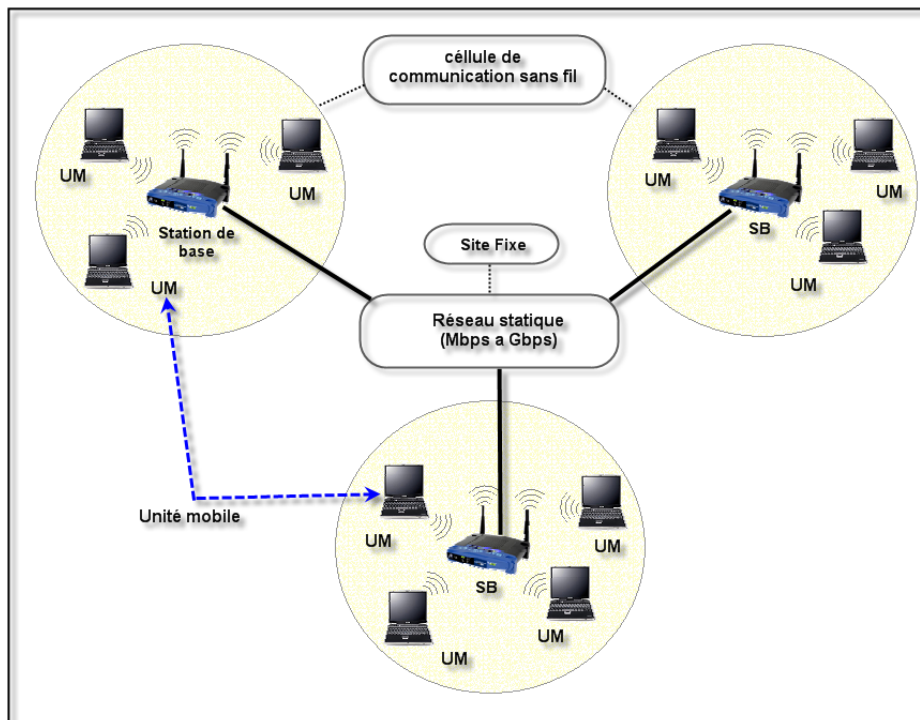 céllule de
communication sans fil
UM
UM
Station de
base
UM
UM
UM
SB
UM
Site Fixe
Réseau statique
(Mbps a Gbps)
Unité mobile
UM
UM
SB
UM
UM